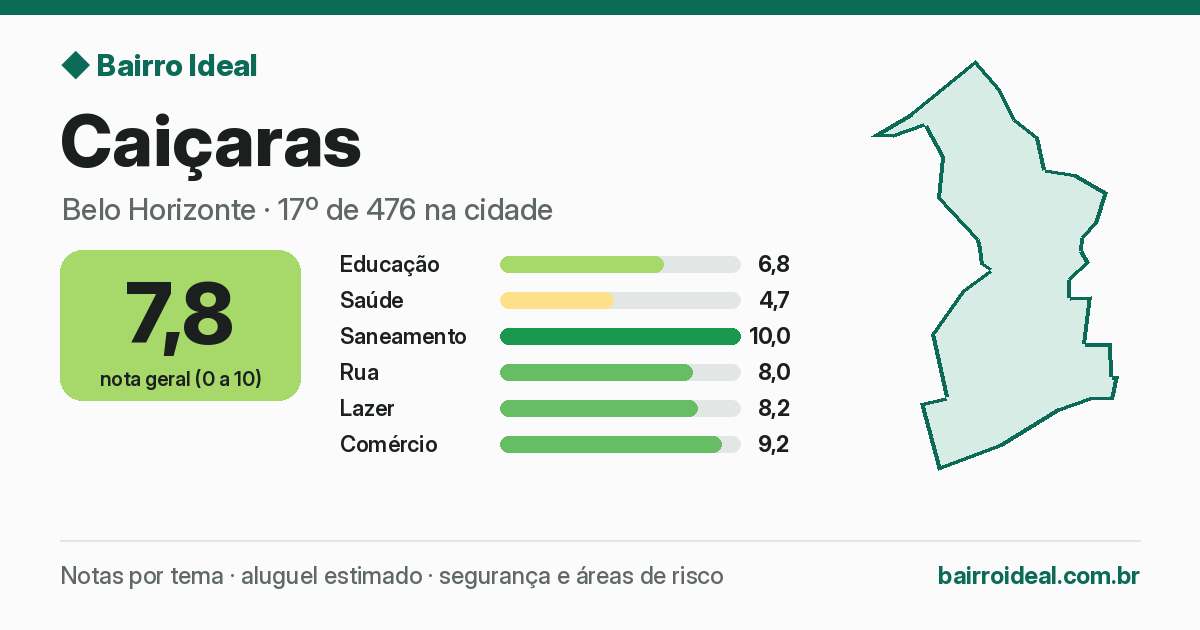 Bairro Ideal
Caiçaras
Belo Horizonte · 17º de 476 na cidade
7,8
nota geral (0 a 10)
Educação 6,8
Saúde 4,7
Saneamento 10,0
Rua 8,0
Lazer 8,2
Comércio 9,2
Notas por tema · aluguel estimado · segurança e áreas de risco
bairroideal.com.br